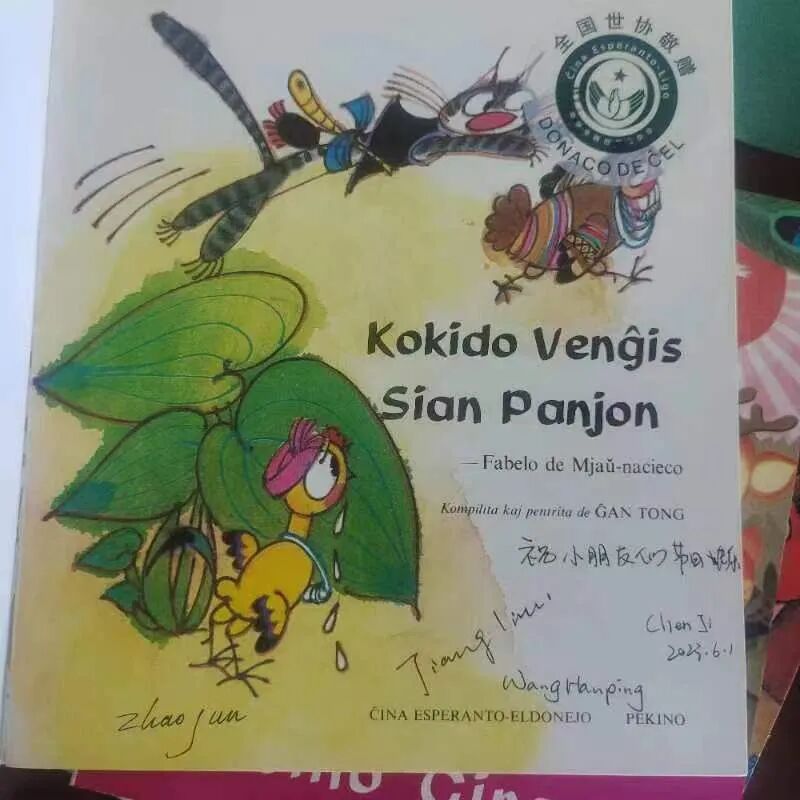 全国世协敬赠
Ĉina Esperanto-Ligo
DONACO DE ĈEL
Kokido Venĝis
Sian Panjon
—Fabelo de Mjaŭ-nacieco
Kompilita kaj pentrita de ĜAN TONG
祝小朋友们节日快乐
Chen Ji
2023.6.1
Wang Hanping
Zhao Jun
ĈINA ESPERANTO-ELDONEJO PEKINO